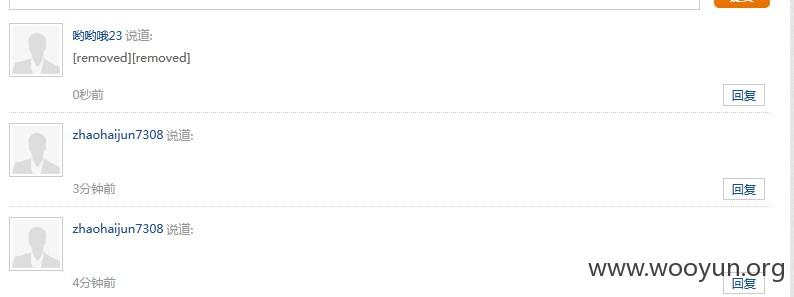 哟哟哦23 说道:
[removed][removed]
0秒前
回复
zhaohaijun7308 说道:
3分钟前
回复
zhaohaijun7308 说道:
www.wooyun.org
4分钟前
回复